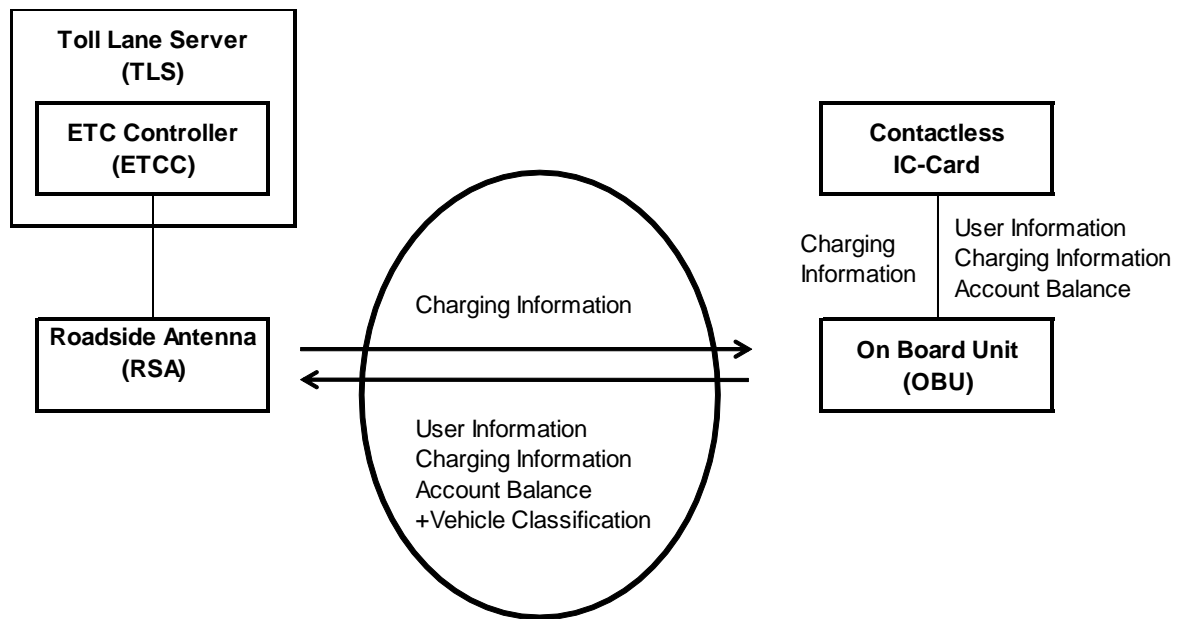 Toll Lane Server
(TLS)
ETC Controller
(ETCC)
Roadside Antenna
(RSA)
Charging Information
User Information
Charging Information
Account Balance
+Vehicle Classification
Contactless
IC-Card
Charging
Information
User Information
Charging Information
Account Balance
On Board Unit
(OBU)